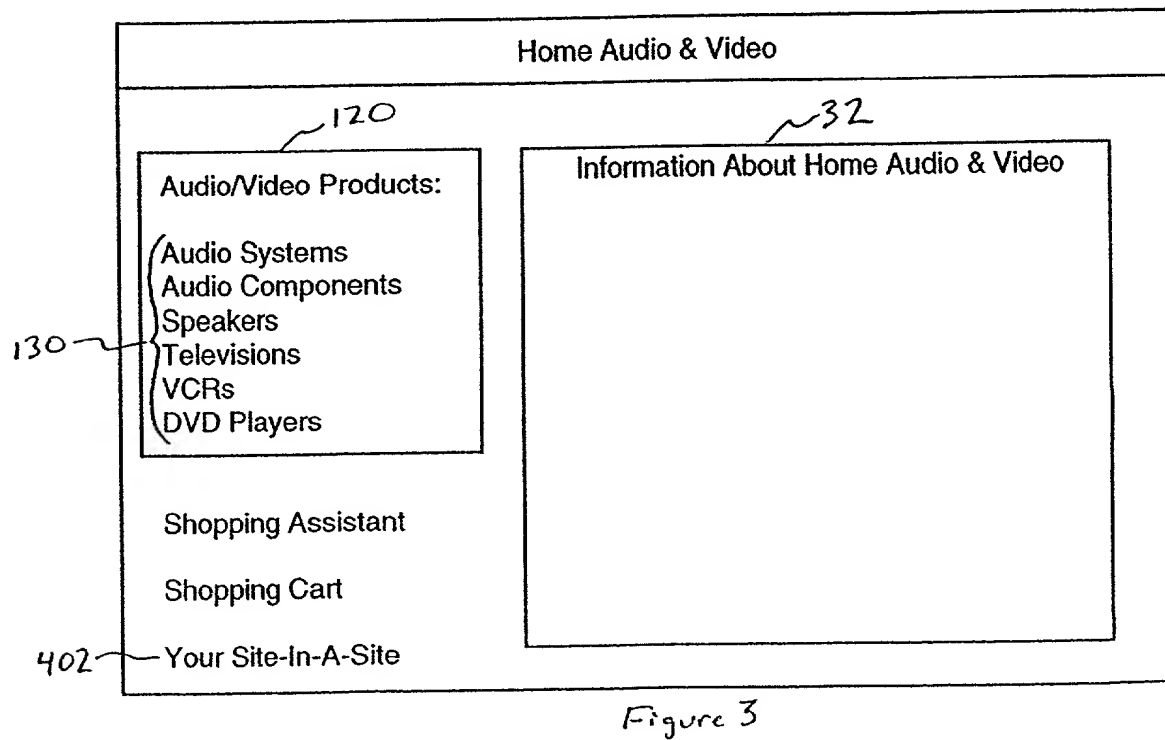 Home Audio & Video
120
32
Audio/Video Products:
Information About Home Audio & Video
Audio Systems
Audio Components
Speakers
130
Televisions
VCRs
DVD Players
Shopping Assistant
Shopping Cart
402
Your Site-In-A-Site
Figure 3